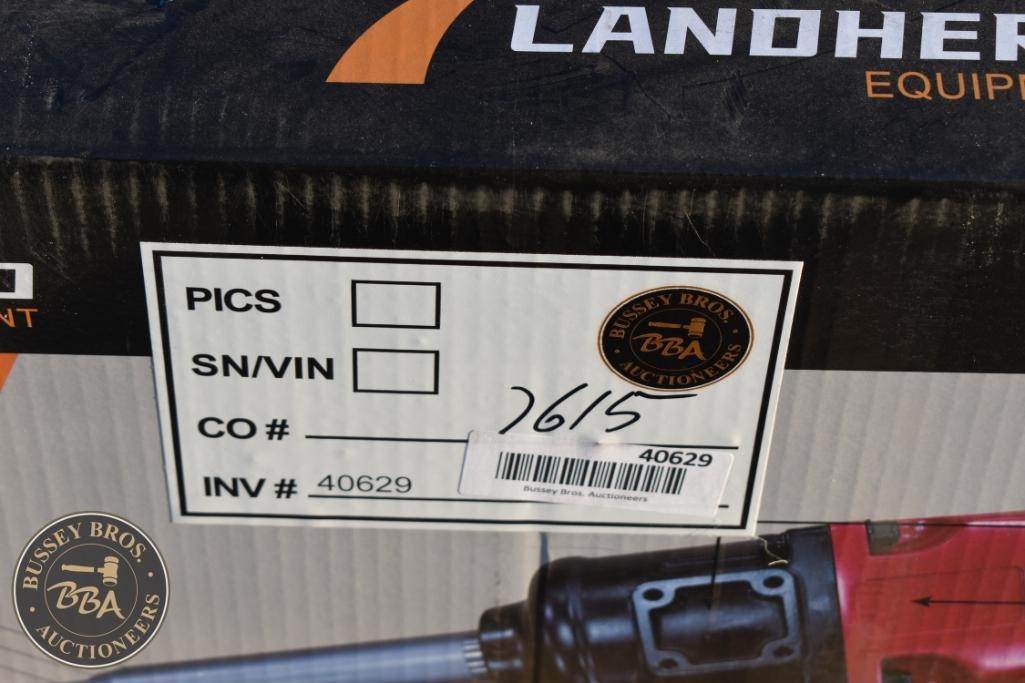 LANDHER
EQUIP
NT
PICS
SN/VIN
CO # 7615
INV # 40629
BUSSEY BROS.
BBA
AUCTIONEERS
40629
Bussey Bros. Auctioneers
BUSSEY BROS.
BBA
AUCTIONEERS